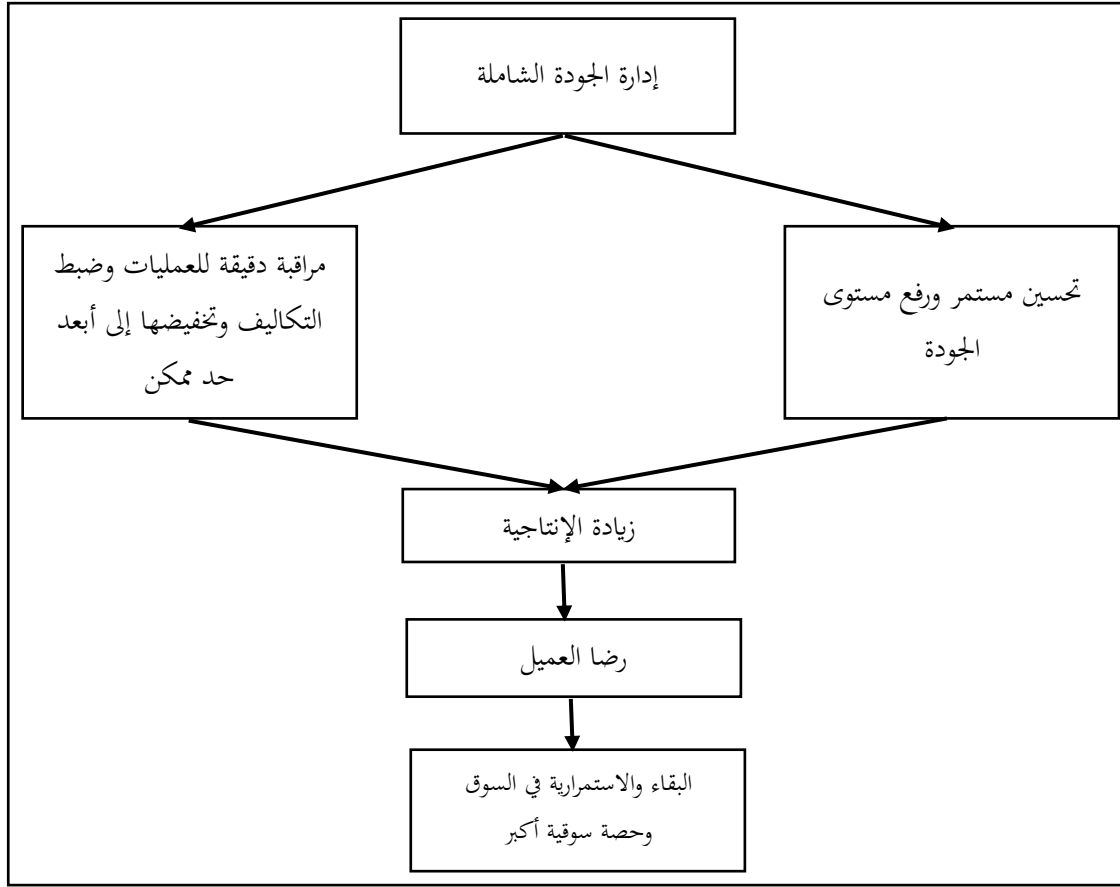 إدارة الجودة الشاملة
تحسين مستمر ورفع مستوى
الجودة
مراقبة دقيقة للعمليات وضبط
التكاليف وتخفيضها إلى أبعد
حد ممكن
زيادة الإنتاجية
رضا العميل
البقاء والاستمرارية في السوق
وحصة سوقية أكبر